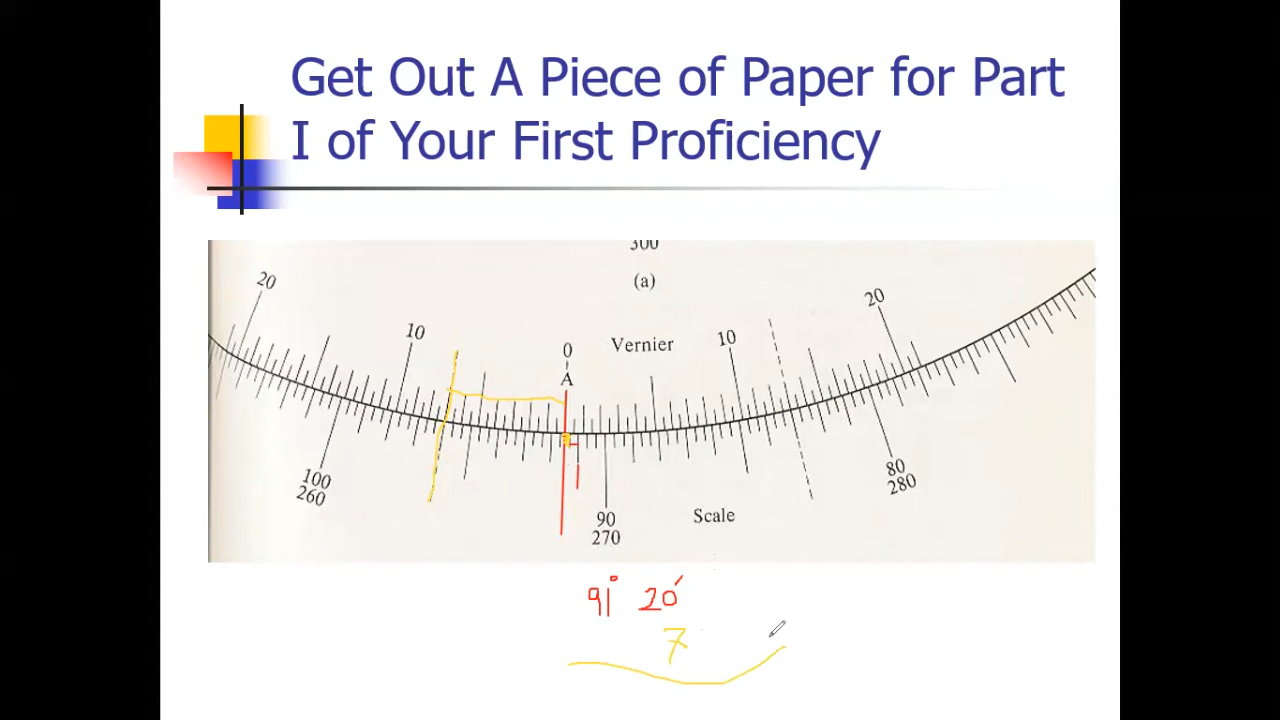 Get Out A Piece of Paper for Part
I of Your First Proficiency
300
(a)
20
10
0
Vernier
10
20
A
100
260
90
270
Scale
80
280
91° 20′
7